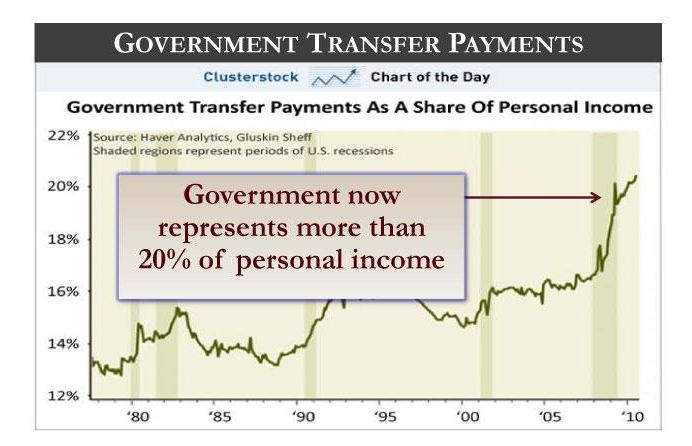 GOVERNMENT TRANSFER PAYMENTS
Clusterstock Chart of the Day
Government Transfer Payments As A Share Of Personal Income
22%
Source: Haver Analytics, Gluskin Sheff
Shaded regions represent periods of U.S. recessions
20%
Government now
represents more than
20% of personal income
18%
16%
14%
12%
'80 '85 '90 '95 '00 '05 '10